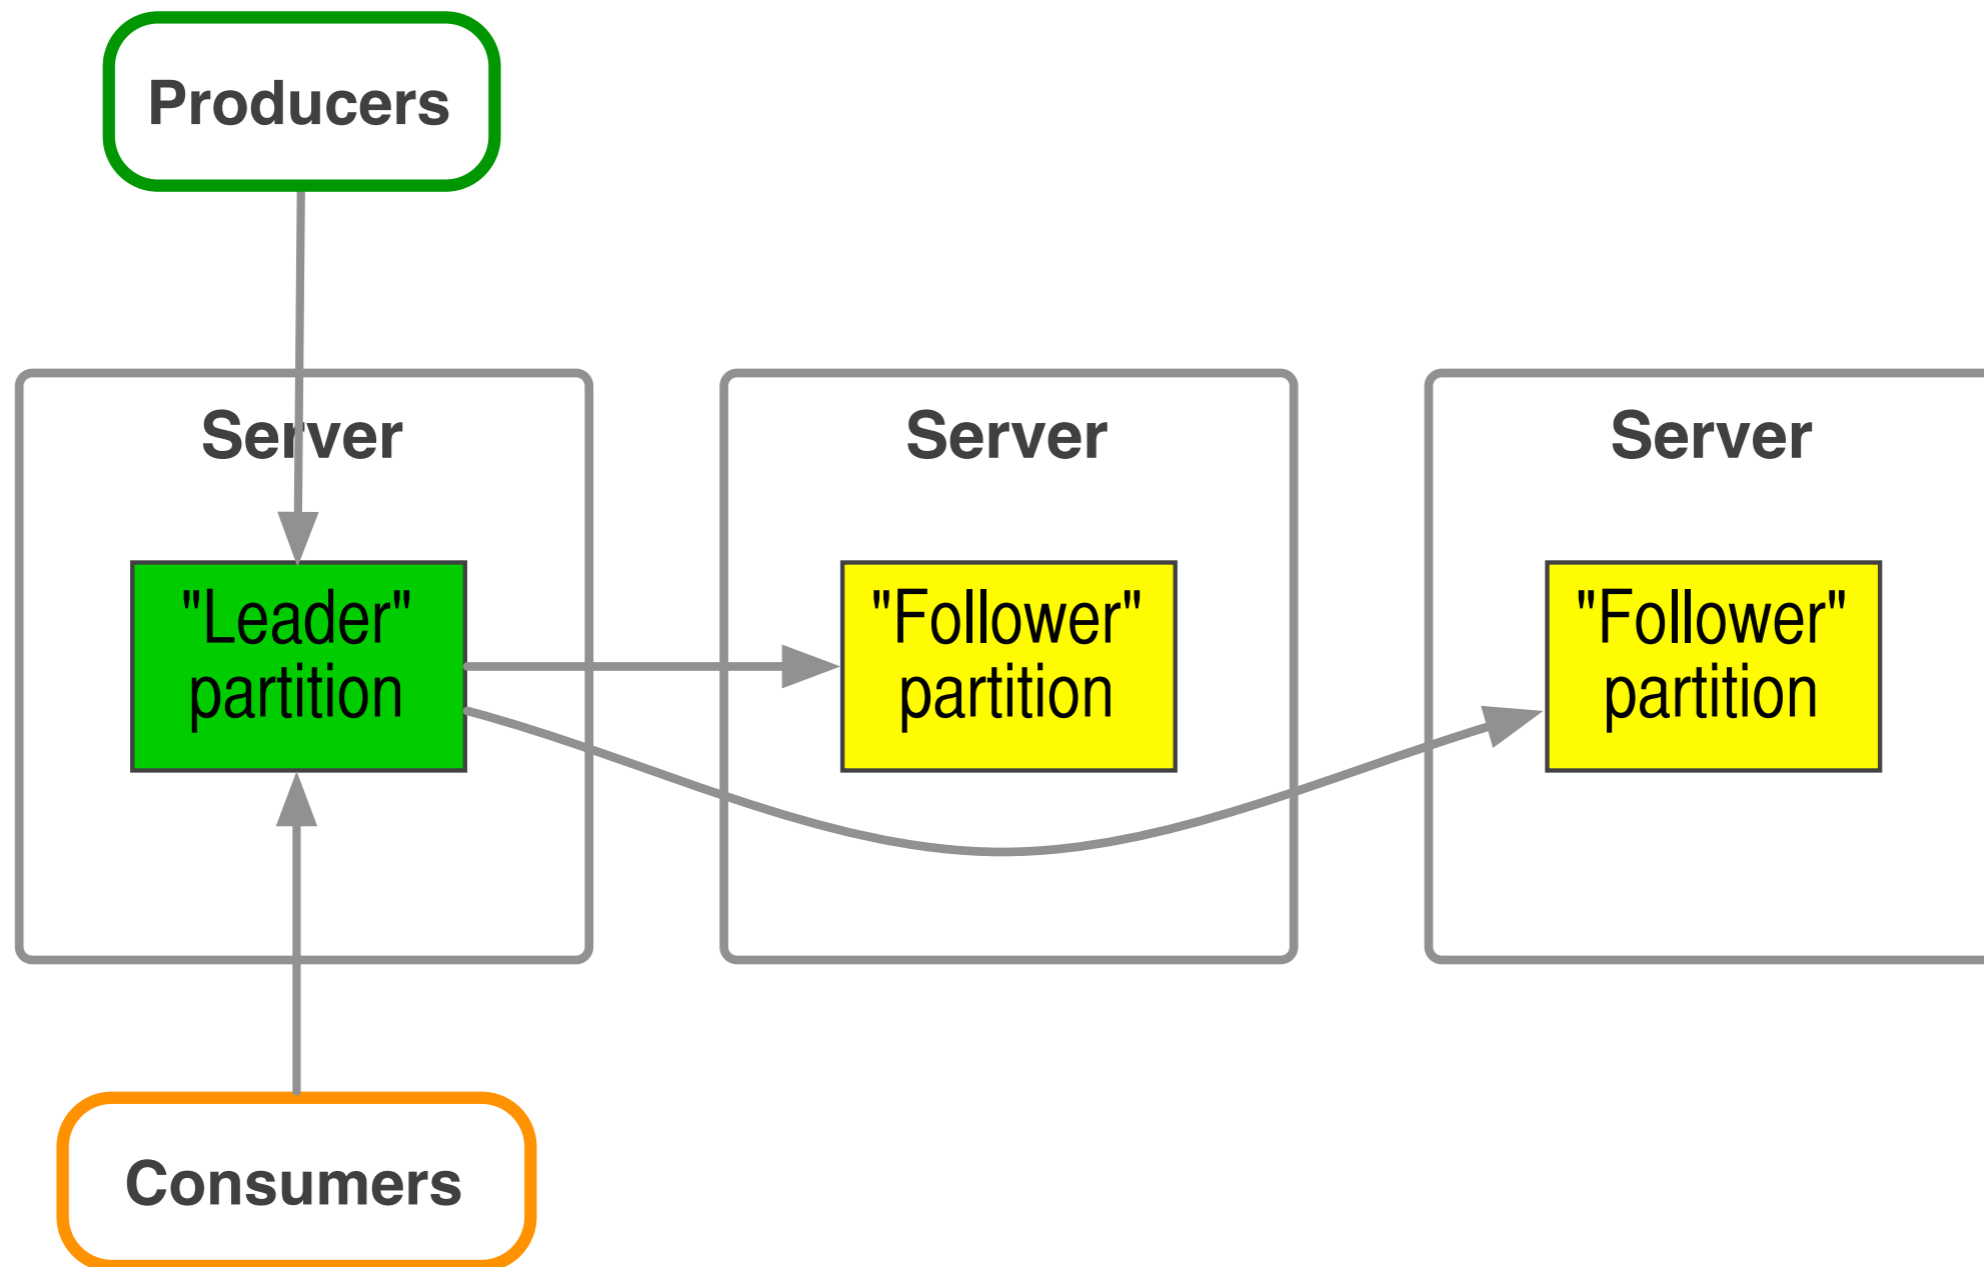 Producers
Server
Server
Server
"Leader"
partition
"Follower"
partition
"Follower"
partition
Consumers